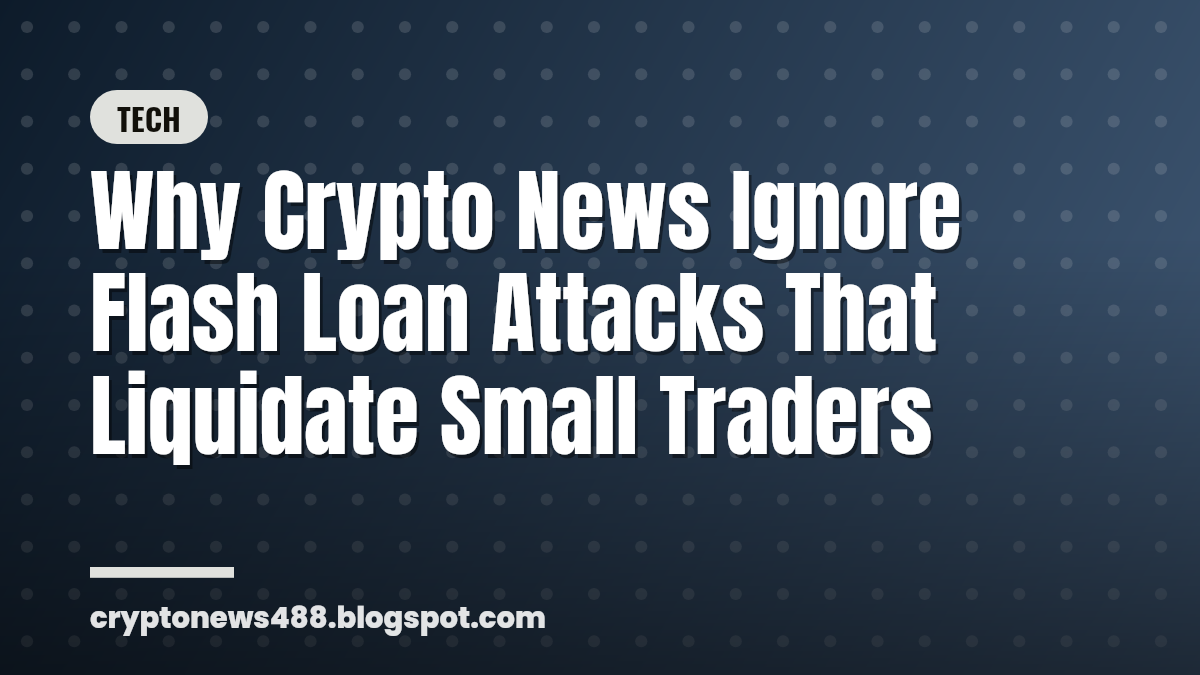 TECH
Why Crypto News Ignore
Flash Loan Attacks That
Liquidate Small Traders
cryptonews488.blogspot.com